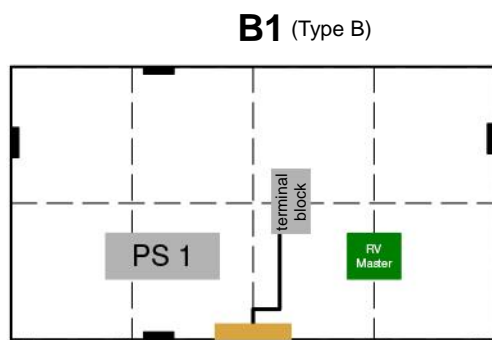 B1 (Type B)
terminal
block
PS 1
RV
Master